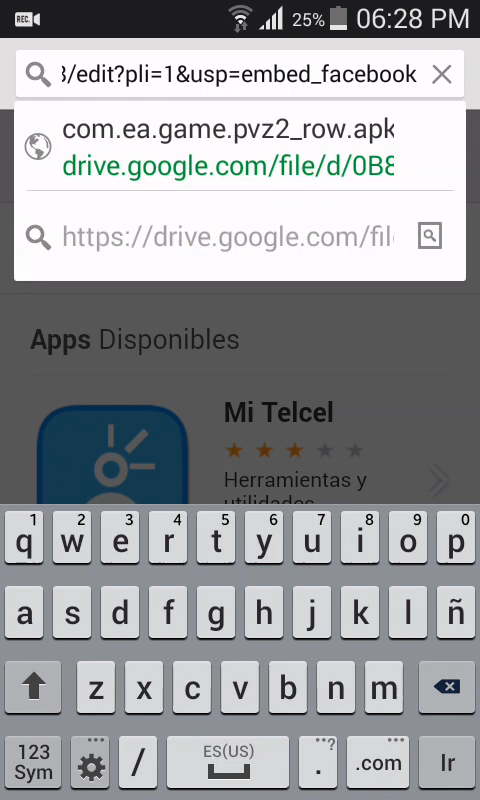 REC.
25% 06:28 PM
3/edit?pli=1&usp=embed_facebook
com.ea.game.pvz2_row.apk
drive.google.com/file/d/0B8
https://drive.google.com/fil
Apps Disponibles
Mi Telcel
Herramientas y
utilidades
1 2 3 4 5 6 7 8 9 0
q w e r t y u i o p
a s d f g h j k l ñ
z x c v b n m
123
Sym
/
ES(US)
. ?
.com
Ir